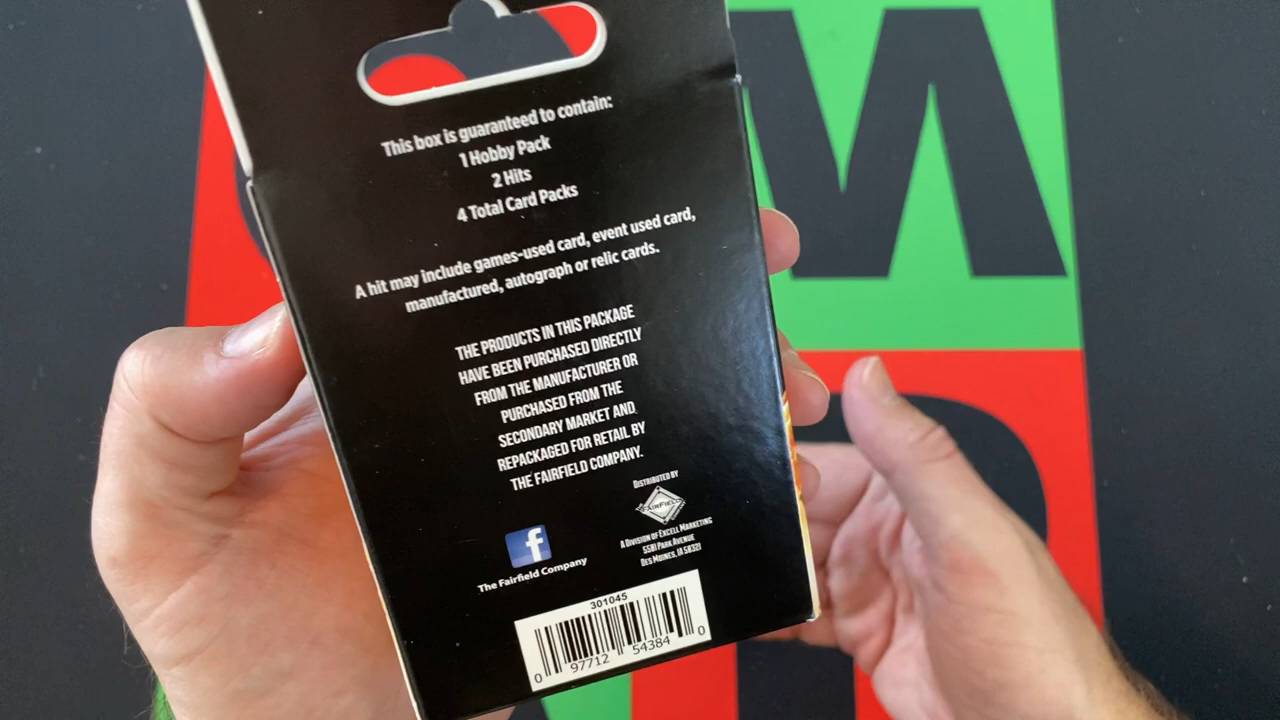 This box is guaranteed to contain:
1 Hobby Pack
2 Hits
4 Total Card Packs
A hit may include games-used card, event used card,
manufactured, autograph or relic cards.
THE PRODUCTS IN THIS PACKAGE
HAVE BEEN PURCHASED DIRECTLY
FROM THE MANUFACTURER OR
PURCHASED FROM THE
SECONDARY MARKET AND
REPACKAGED FOR RETAIL BY
THE FAIRFIELD COMPANY.
DISTRIBUTED BY
FAIRFIELD
A DIVISION OF EXCELL MARKETING
5501 PARK AVENUE
DES MOINES, IA 50321
f
The Fairfield Company
301045
0 97712 54384 0